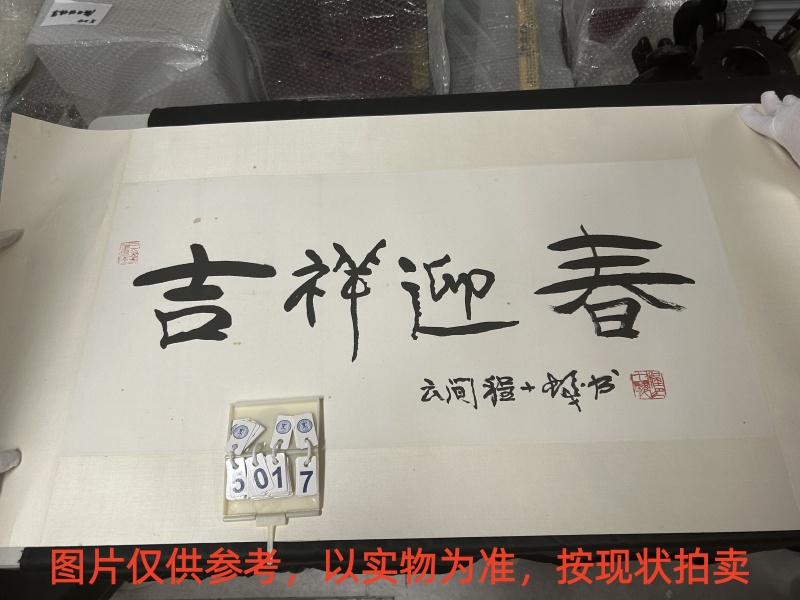 吉祥迎春
云间程十髮书
5017
图片仅供参考，以实物为准，按现状拍卖